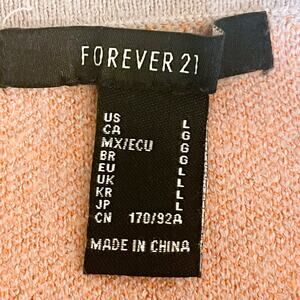 FOREVER 21
US L
CA G
MX/ECU G
BR G
EU L
UK L
KR L
JP L
CN 170/92A
MADE IN CHINA